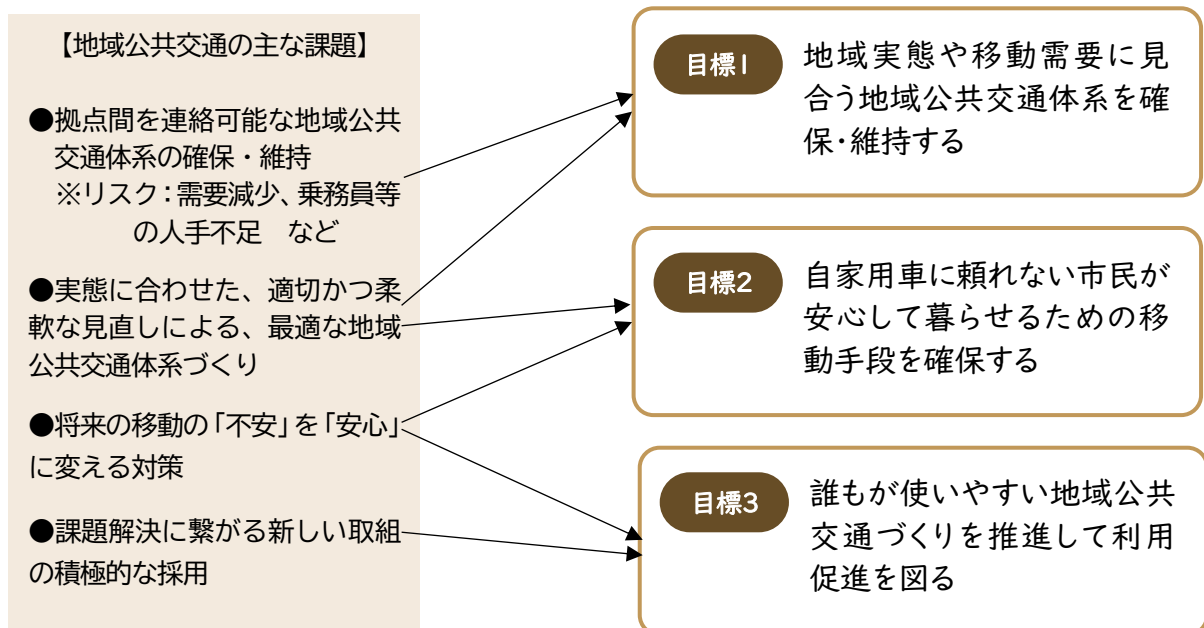 【地域公共交通の主な課題】
●拠点間を連絡可能な地域公共
交通体系の確保・維持
※リスク：需要減少、乗務員等
の人手不足　など
●実態に合わせた、適切かつ柔
軟な見直しによる、最適な地域
公共交通体系づくり
●将来の移動の「不安」を「安心」
に変える対策
●課題解決に繋がる新しい取組
の積極的な採用
目標1
地域実態や移動需要に見
合う地域公共交通体系を確
保・維持する
目標2
自家用車に頼れない市民が
安心して暮らせるための移
動手段を確保する
目標3
誰もが使いやすい地域公共
交通づくりを推進して利用
促進を図る